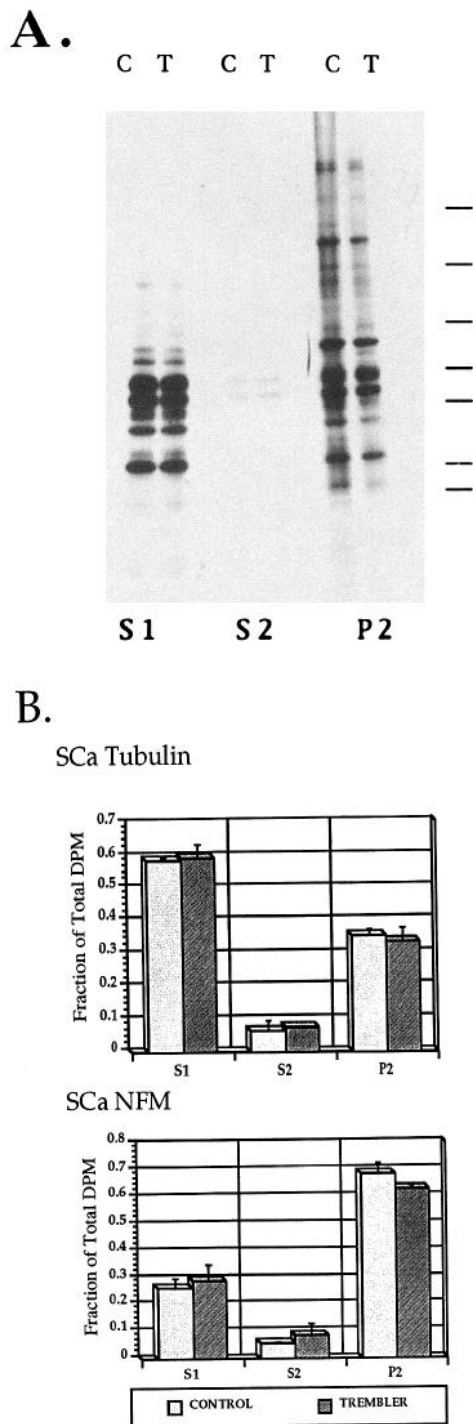 A.
C T C T C T
S1 S2 P2
B.
SCa Tubulin
Fraction of Total DPM
0.7
0.6
0.5
0.4
0.3
0.2
0.1
0
S1 S2 P2
SCa NFM
Fraction of Total DPM
0.8
0.7
0.6
0.5
0.4
0.3
0.2
0.1
0
S1 S2 P2
CONTROL TREMBLER